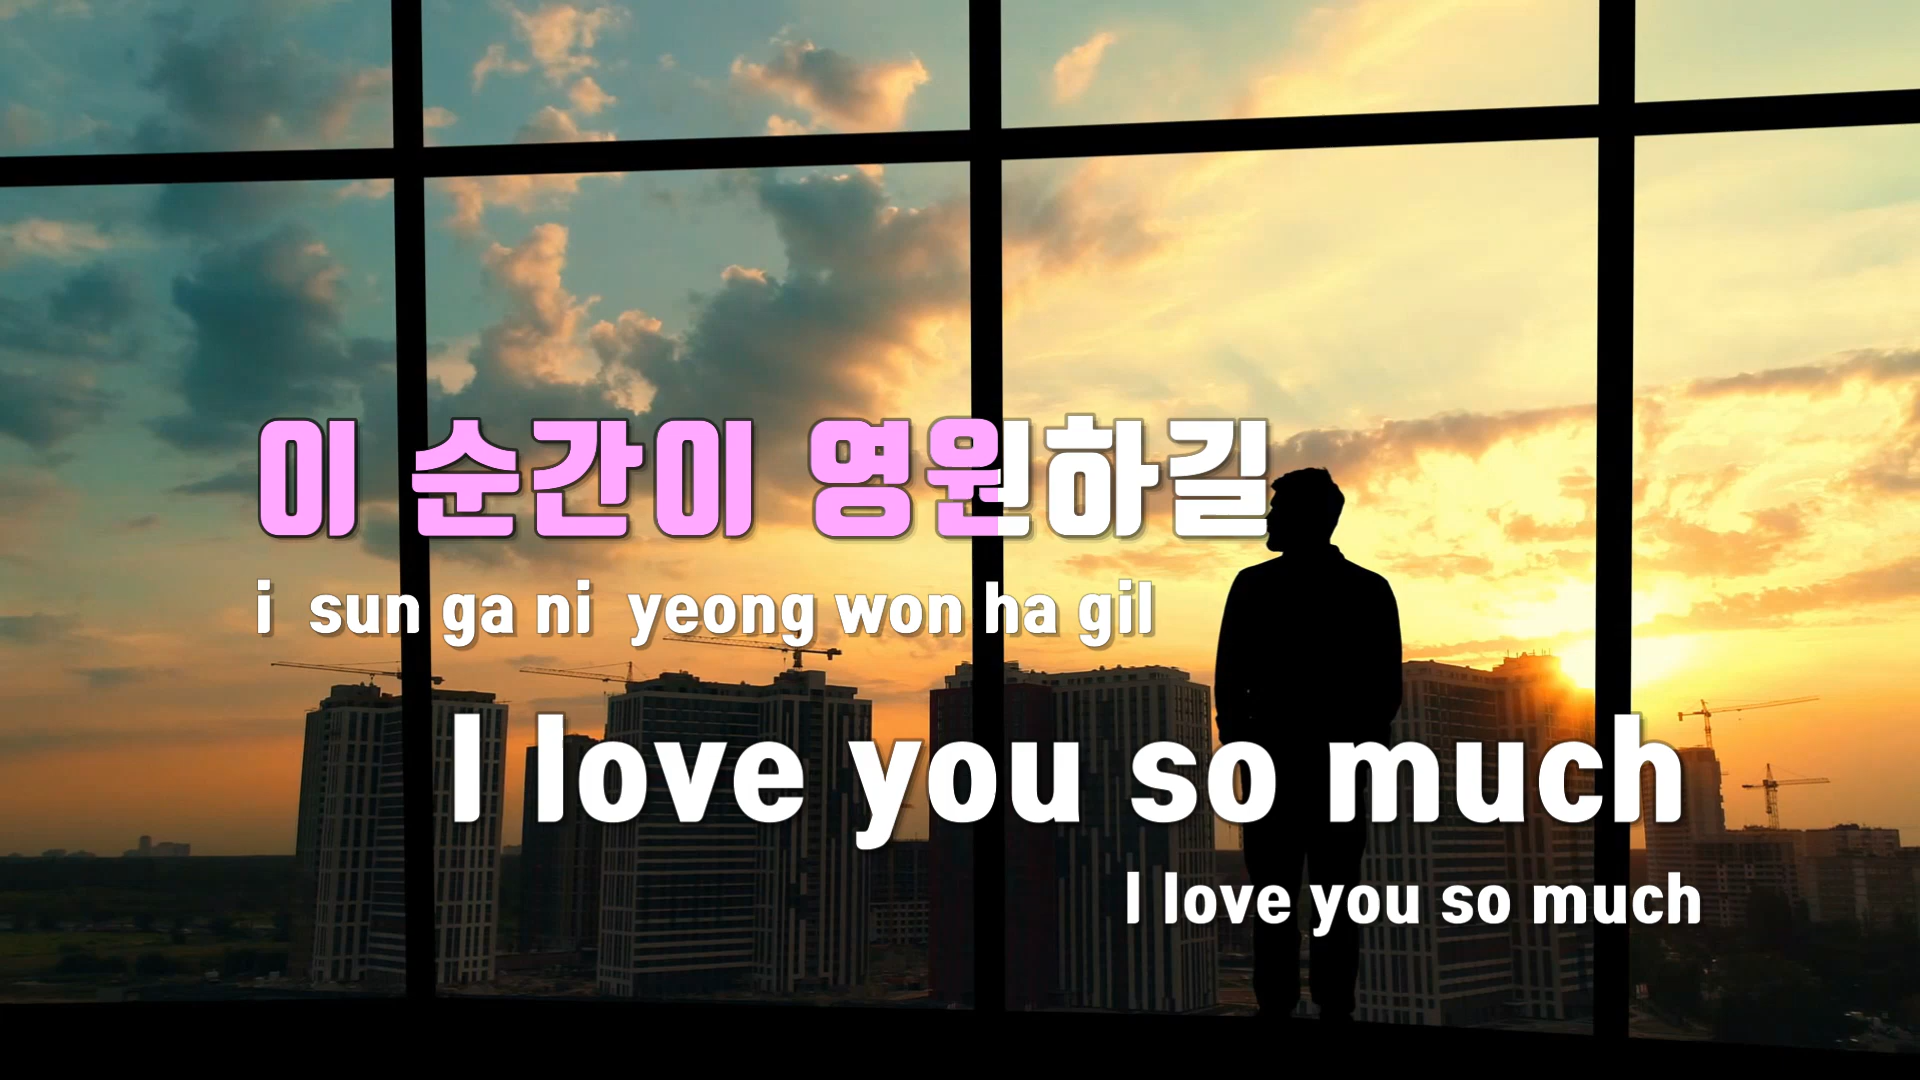 이 순간이 영원하길
i sun ga ni yeong won ha gil
I love you so much
I love you so much